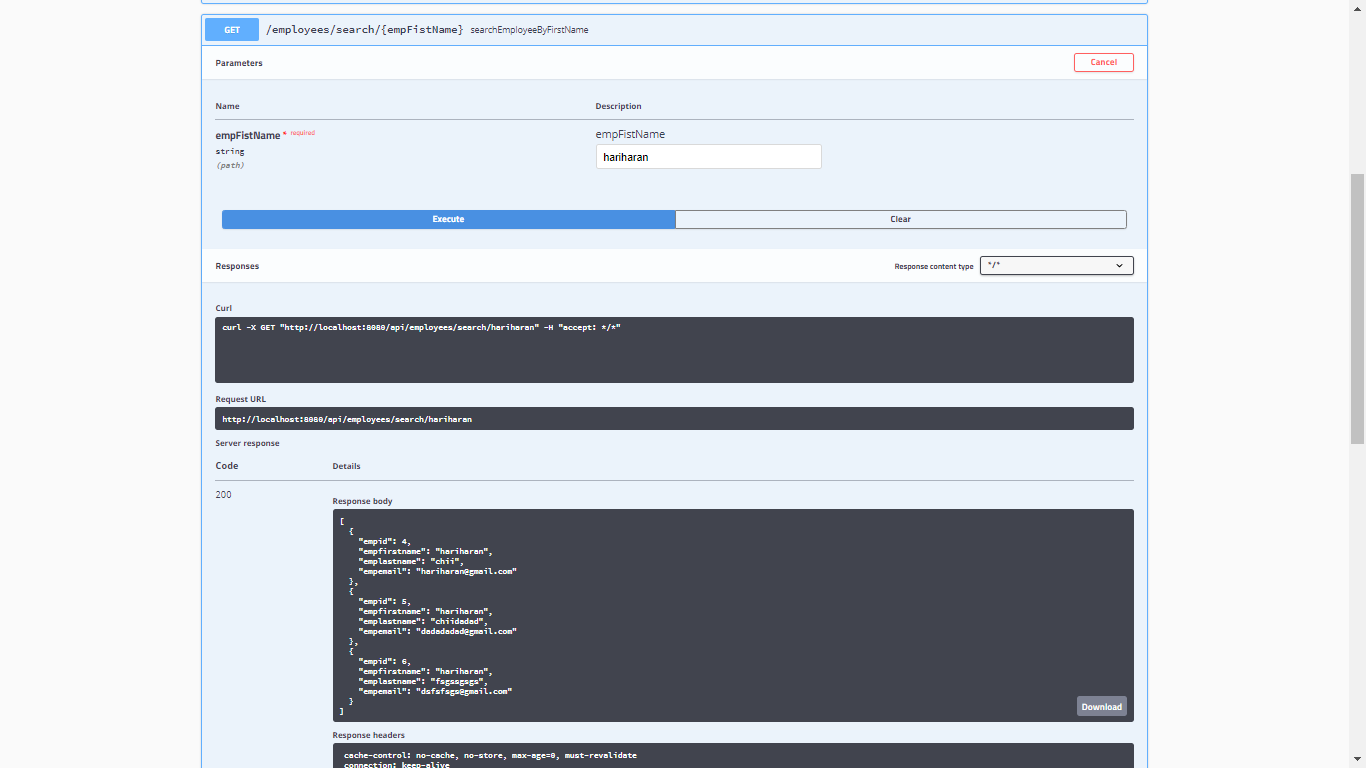 GET /employees/search/{empFistName} searchEmployeeByFirstName
Parameters Cancel
Name Description
empFistName * required empFistName
string hariharan
(path)
Execute Clear
Responses Response content type */*
Curl
curl -X GET "http://localhost:8080/api/employees/search/hariharan" -H "accept: */*"
Request URL
http://localhost:8080/api/employees/search/hariharan
Server response
Code Details
200
Response body
[
{
"empid": 4,
"empfirstname": "hariharan",
"emplastname": "chii",
"empemail": "hariharan@gmail.com"
},
{
"empid": 5,
"empfirstname": "hariharan",
"emplastname": "chiidadad",
"empemail": "dadadadad@gmail.com"
},
{
"empid": 6,
"empfirstname": "hariharan",
"emplastname": "fsgssgsgs",
"empemail": "dsfsfsgs@gmail.com"
}
]
Download
Response headers
cache-control: no-cache, no-store, max-age=0, must-revalidate
connection: keep-alive